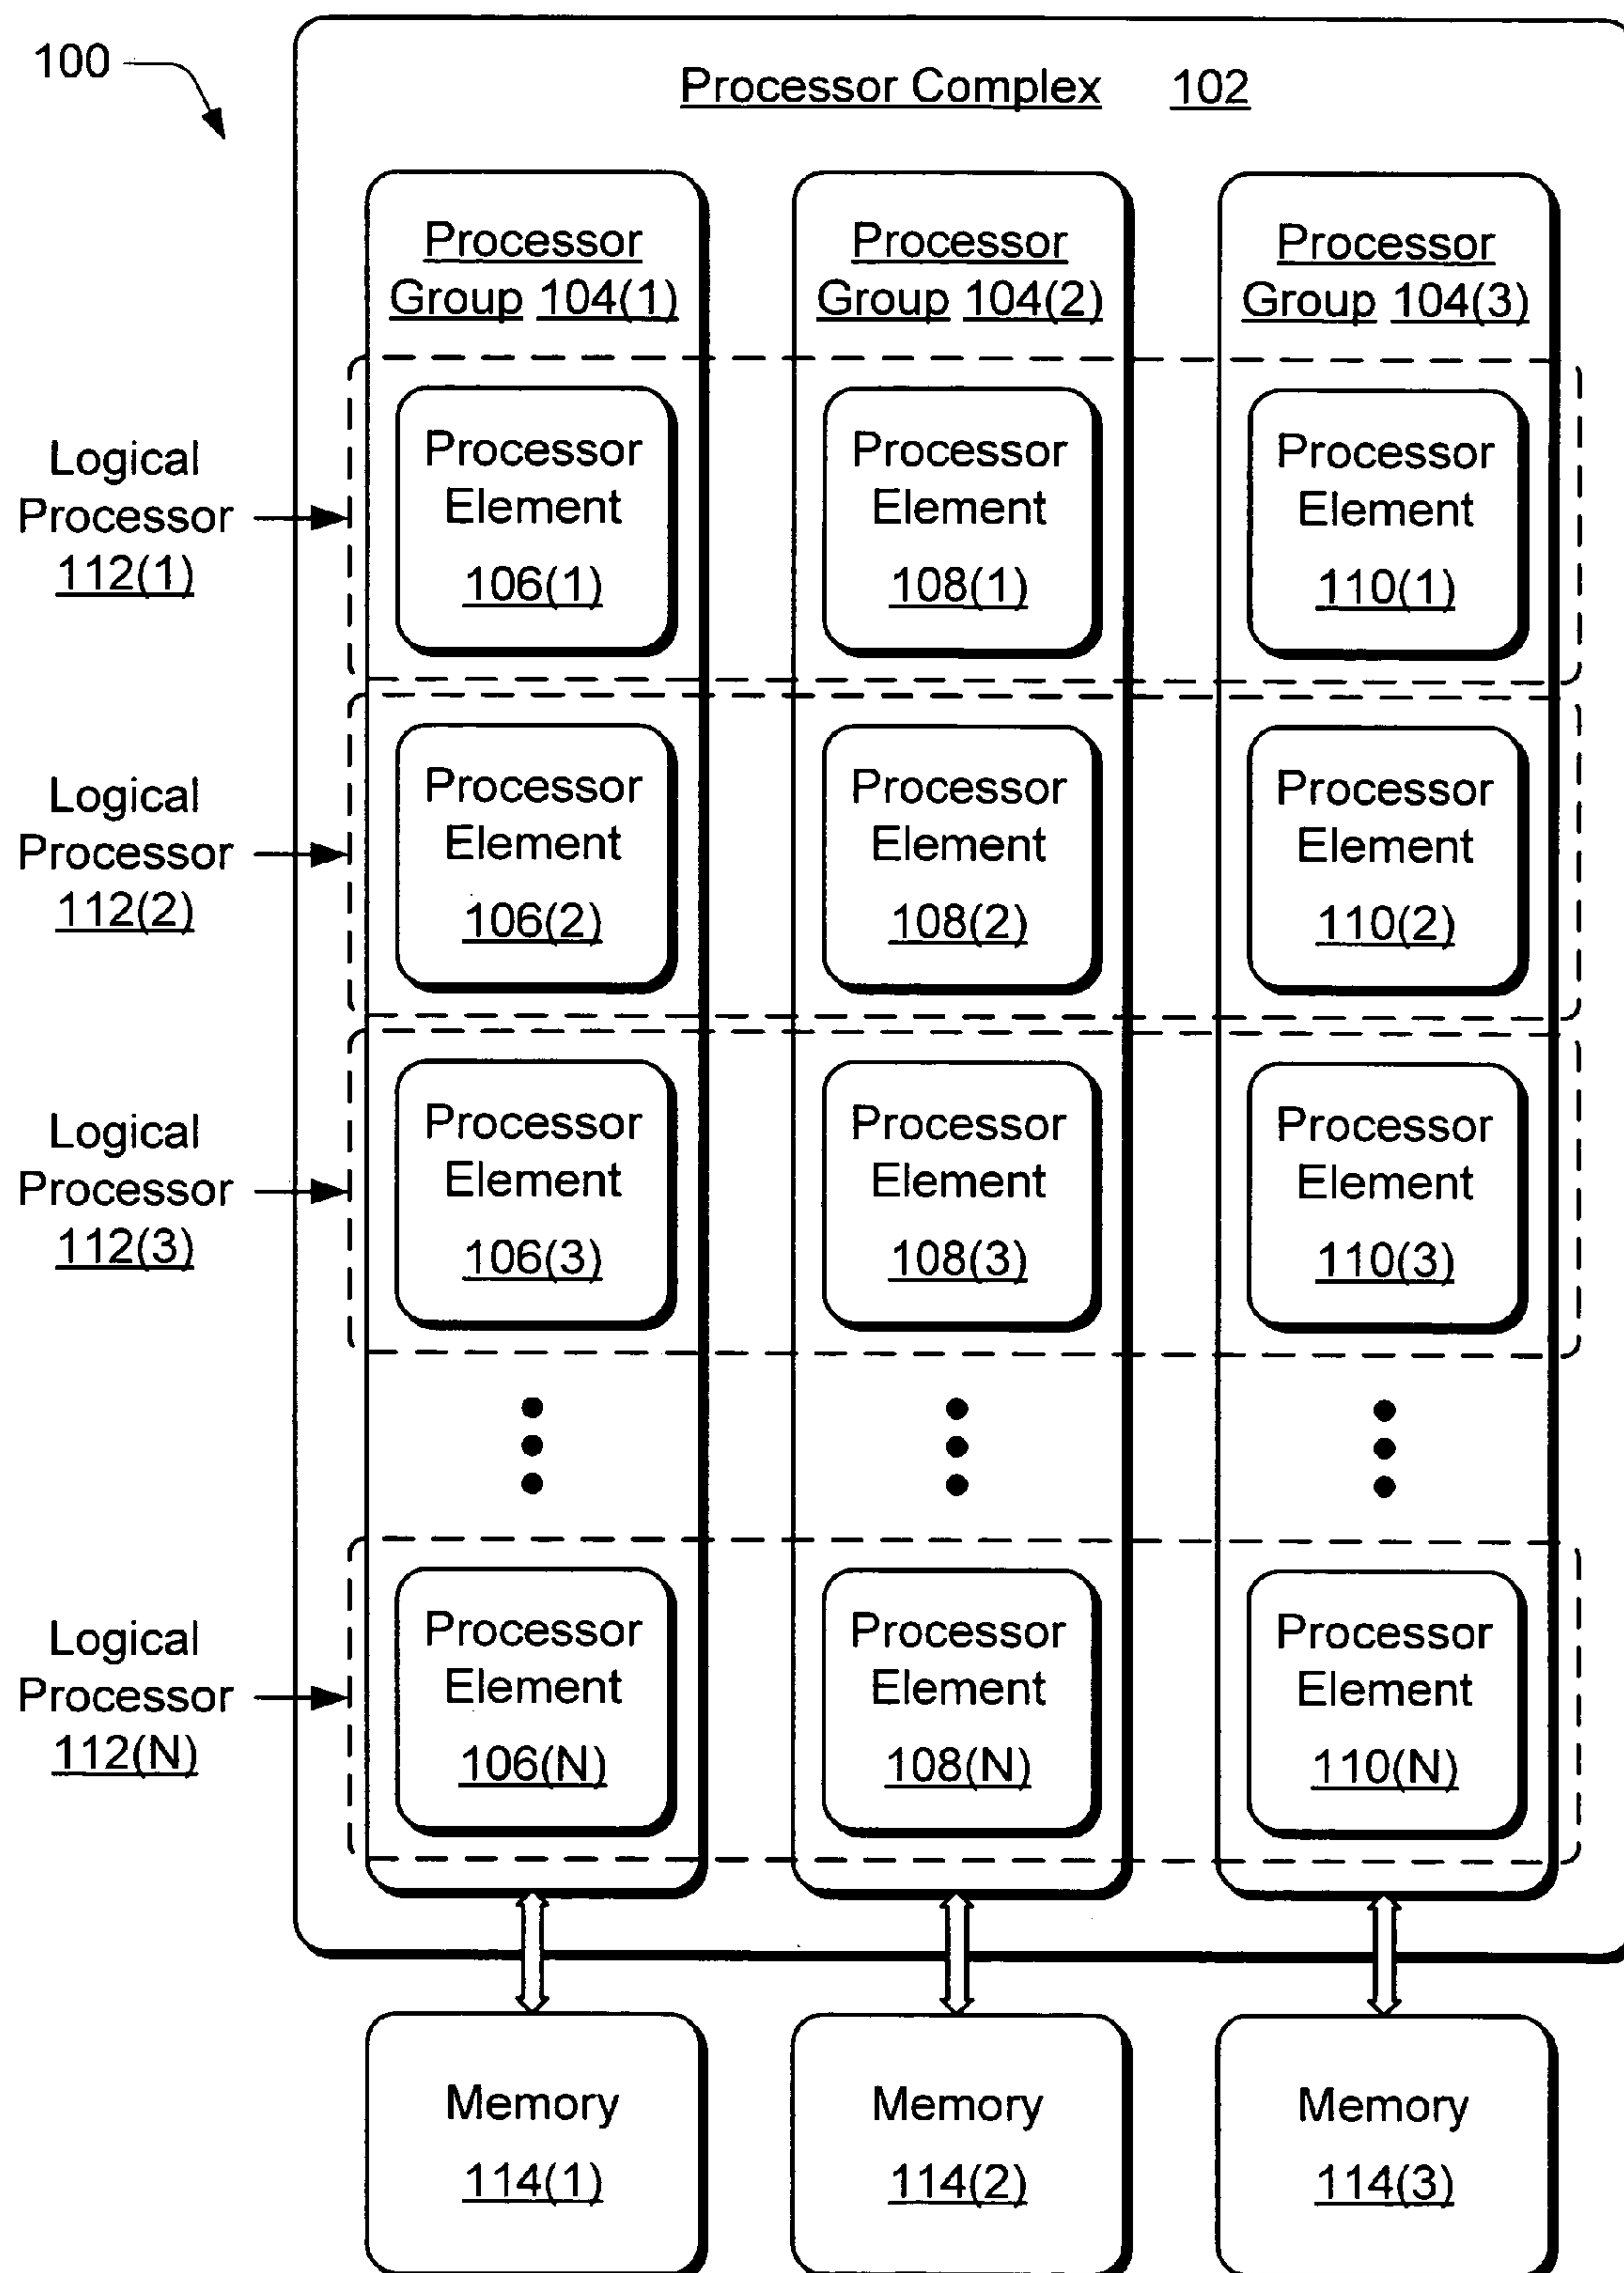 100
Processor Complex 102
Processor
Group 104(1)
Processor
Group 104(2)
Processor
Group 104(3)
Logical
Processor
112(1)
Processor
Element
106(1)
Processor
Element
108(1)
Processor
Element
110(1)
Logical
Processor
112(2)
Processor
Element
106(2)
Processor
Element
108(2)
Processor
Element
110(2)
Logical
Processor
112(3)
Processor
Element
106(3)
Processor
Element
108(3)
Processor
Element
110(3)
Logical
Processor
112(N)
Processor
Element
106(N)
Processor
Element
108(N)
Processor
Element
110(N)
Memory
114(1)
Memory
114(2)
Memory
114(3)